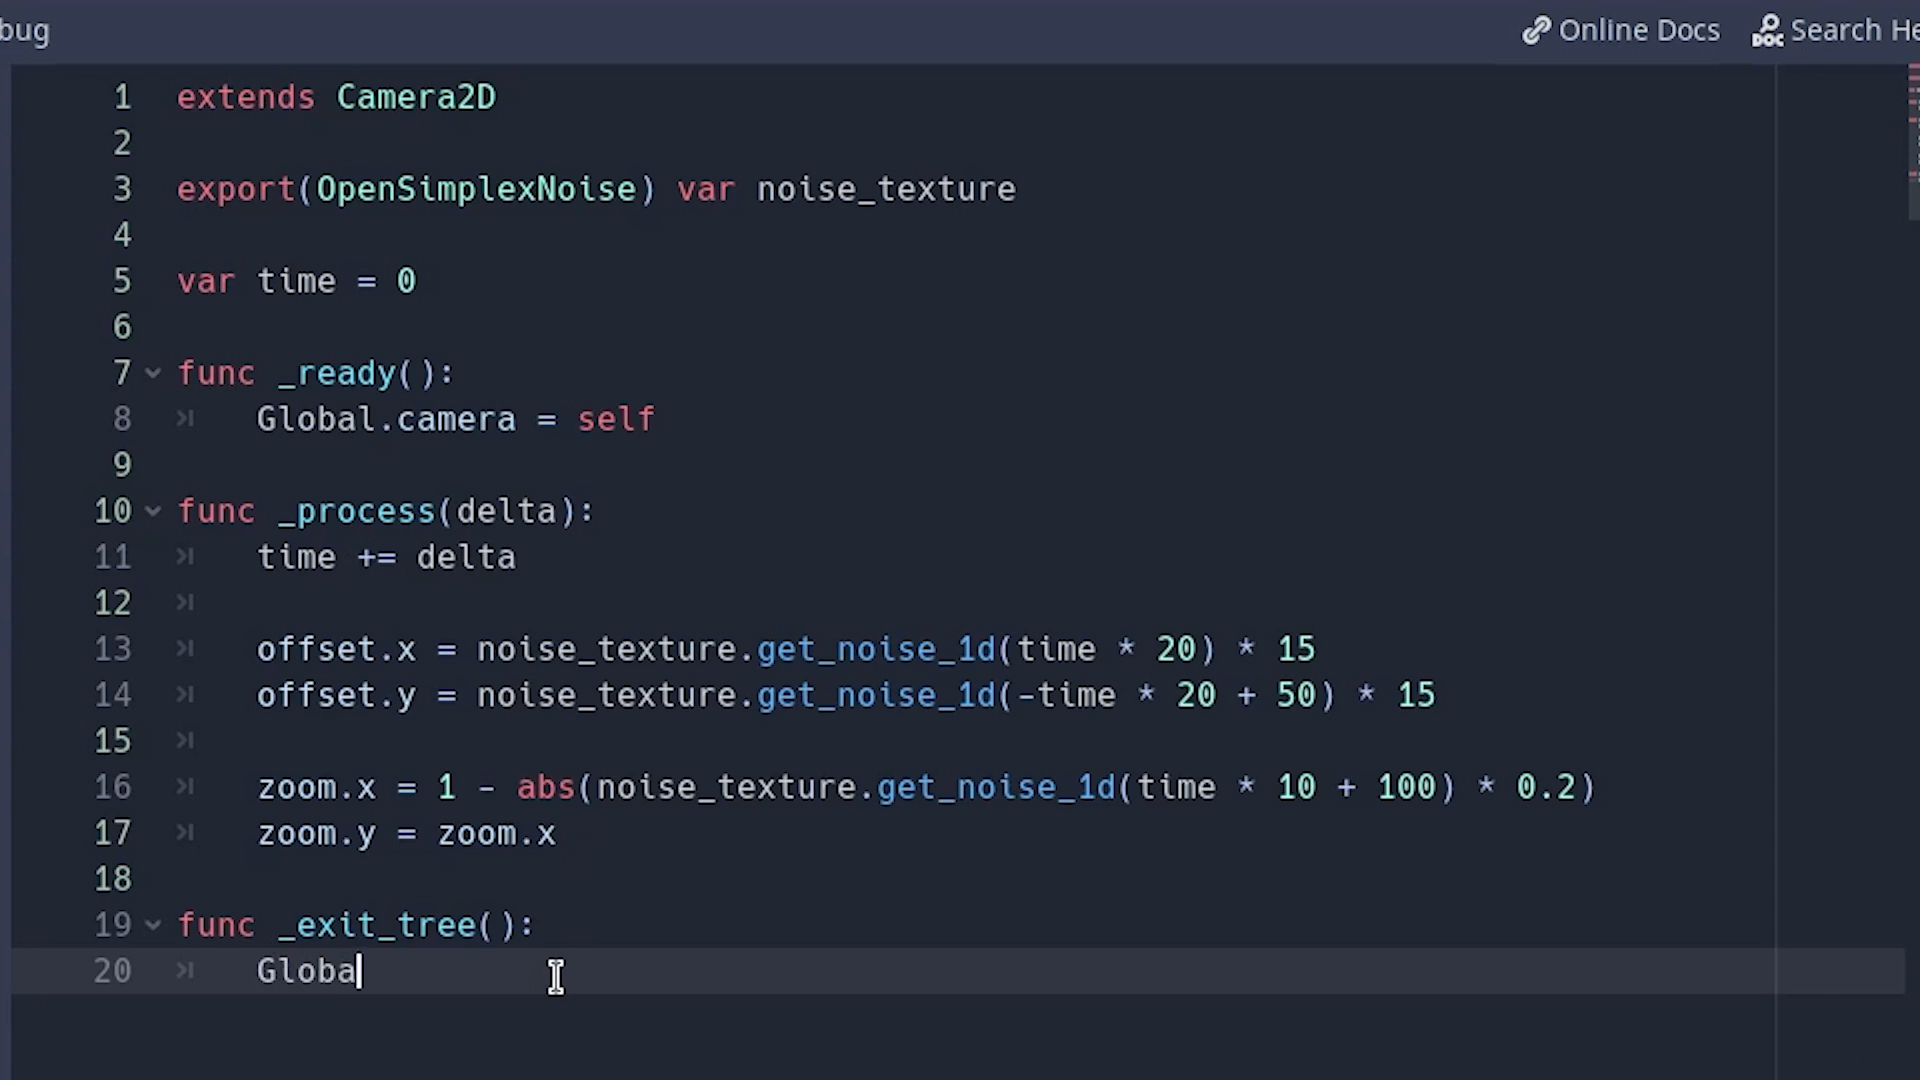 bug
Online Docs
Search He
1 extends Camera2D
2
3 export(OpenSimplexNoise) var noise_texture
4
5 var time = 0
6
7 func _ready():
8 Global.camera = self
9
10 func _process(delta):
11 time += delta
12
13 offset.x = noise_texture.get_noise_1d(time * 20) * 15
14 offset.y = noise_texture.get_noise_1d(-time * 20 + 50) * 15
15
16 zoom.x = 1 - abs(noise_texture.get_noise_1d(time * 10 + 100) * 0.2)
17 zoom.y = zoom.x
18
19 func _exit_tree():
20 Globa